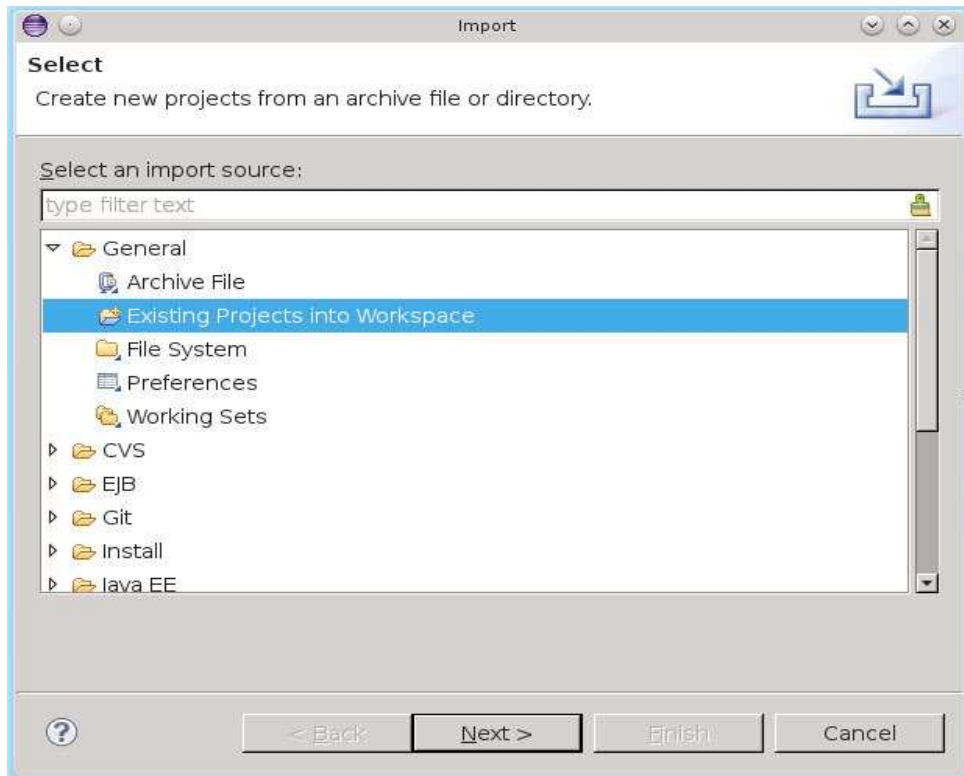 Import
Select
Create new projects from an archive file or directory.
Select an import source:
type filter text
General
Archive File
Existing Projects into Workspace
File System
Preferences
Working Sets
CVS
EJB
Git
Install
Java EE
? < Back Next > Finish Cancel